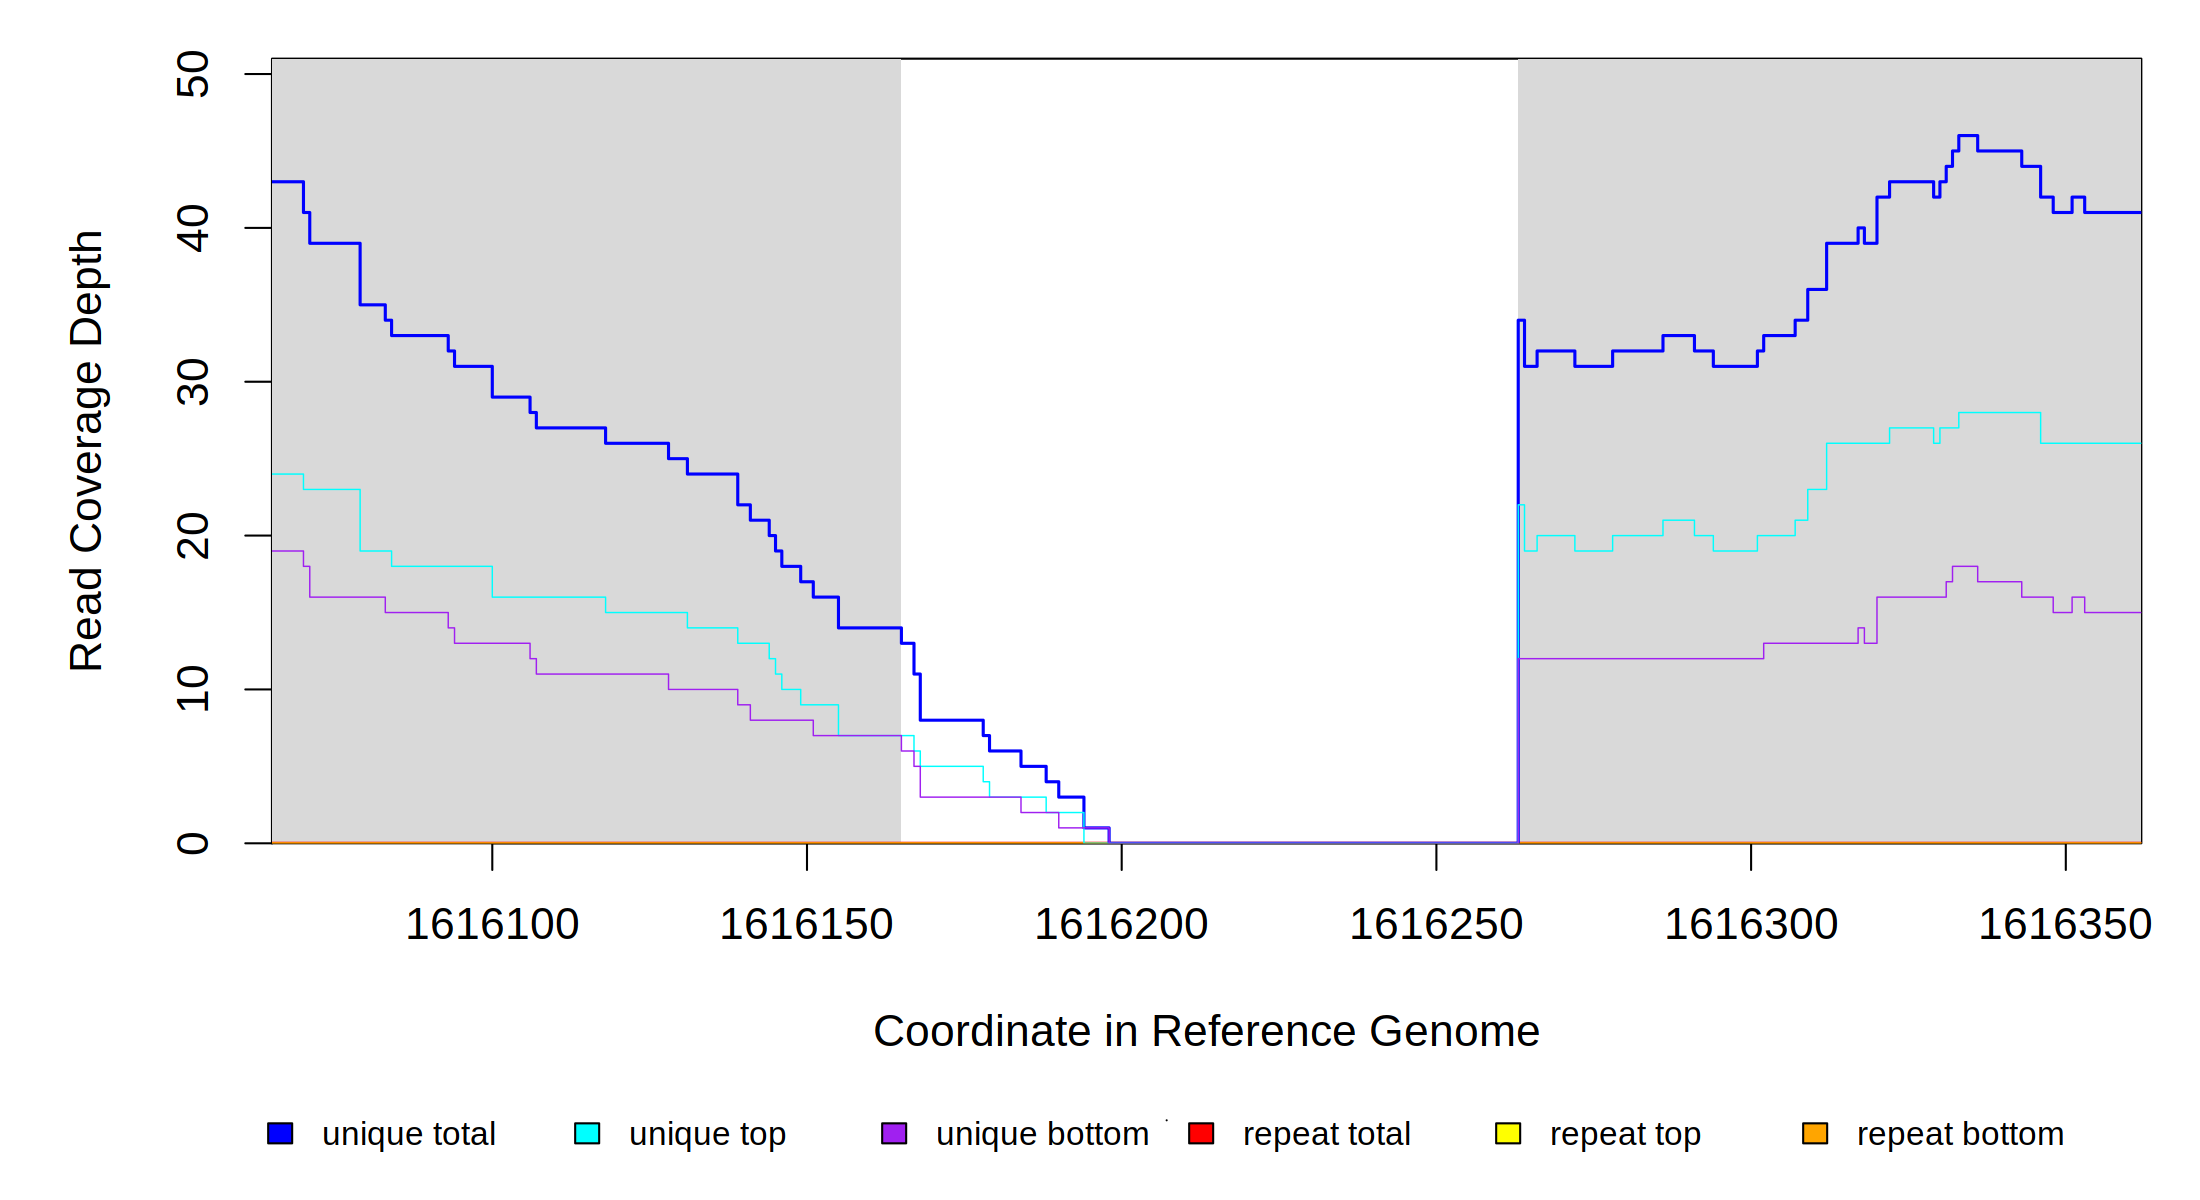 50
40
30
20
10
0
Read Coverage Depth
1616100 1616150 1616200 1616250 1616300 1616350
Coordinate in Reference Genome
unique total unique top unique bottom repeat total repeat top repeat bottom